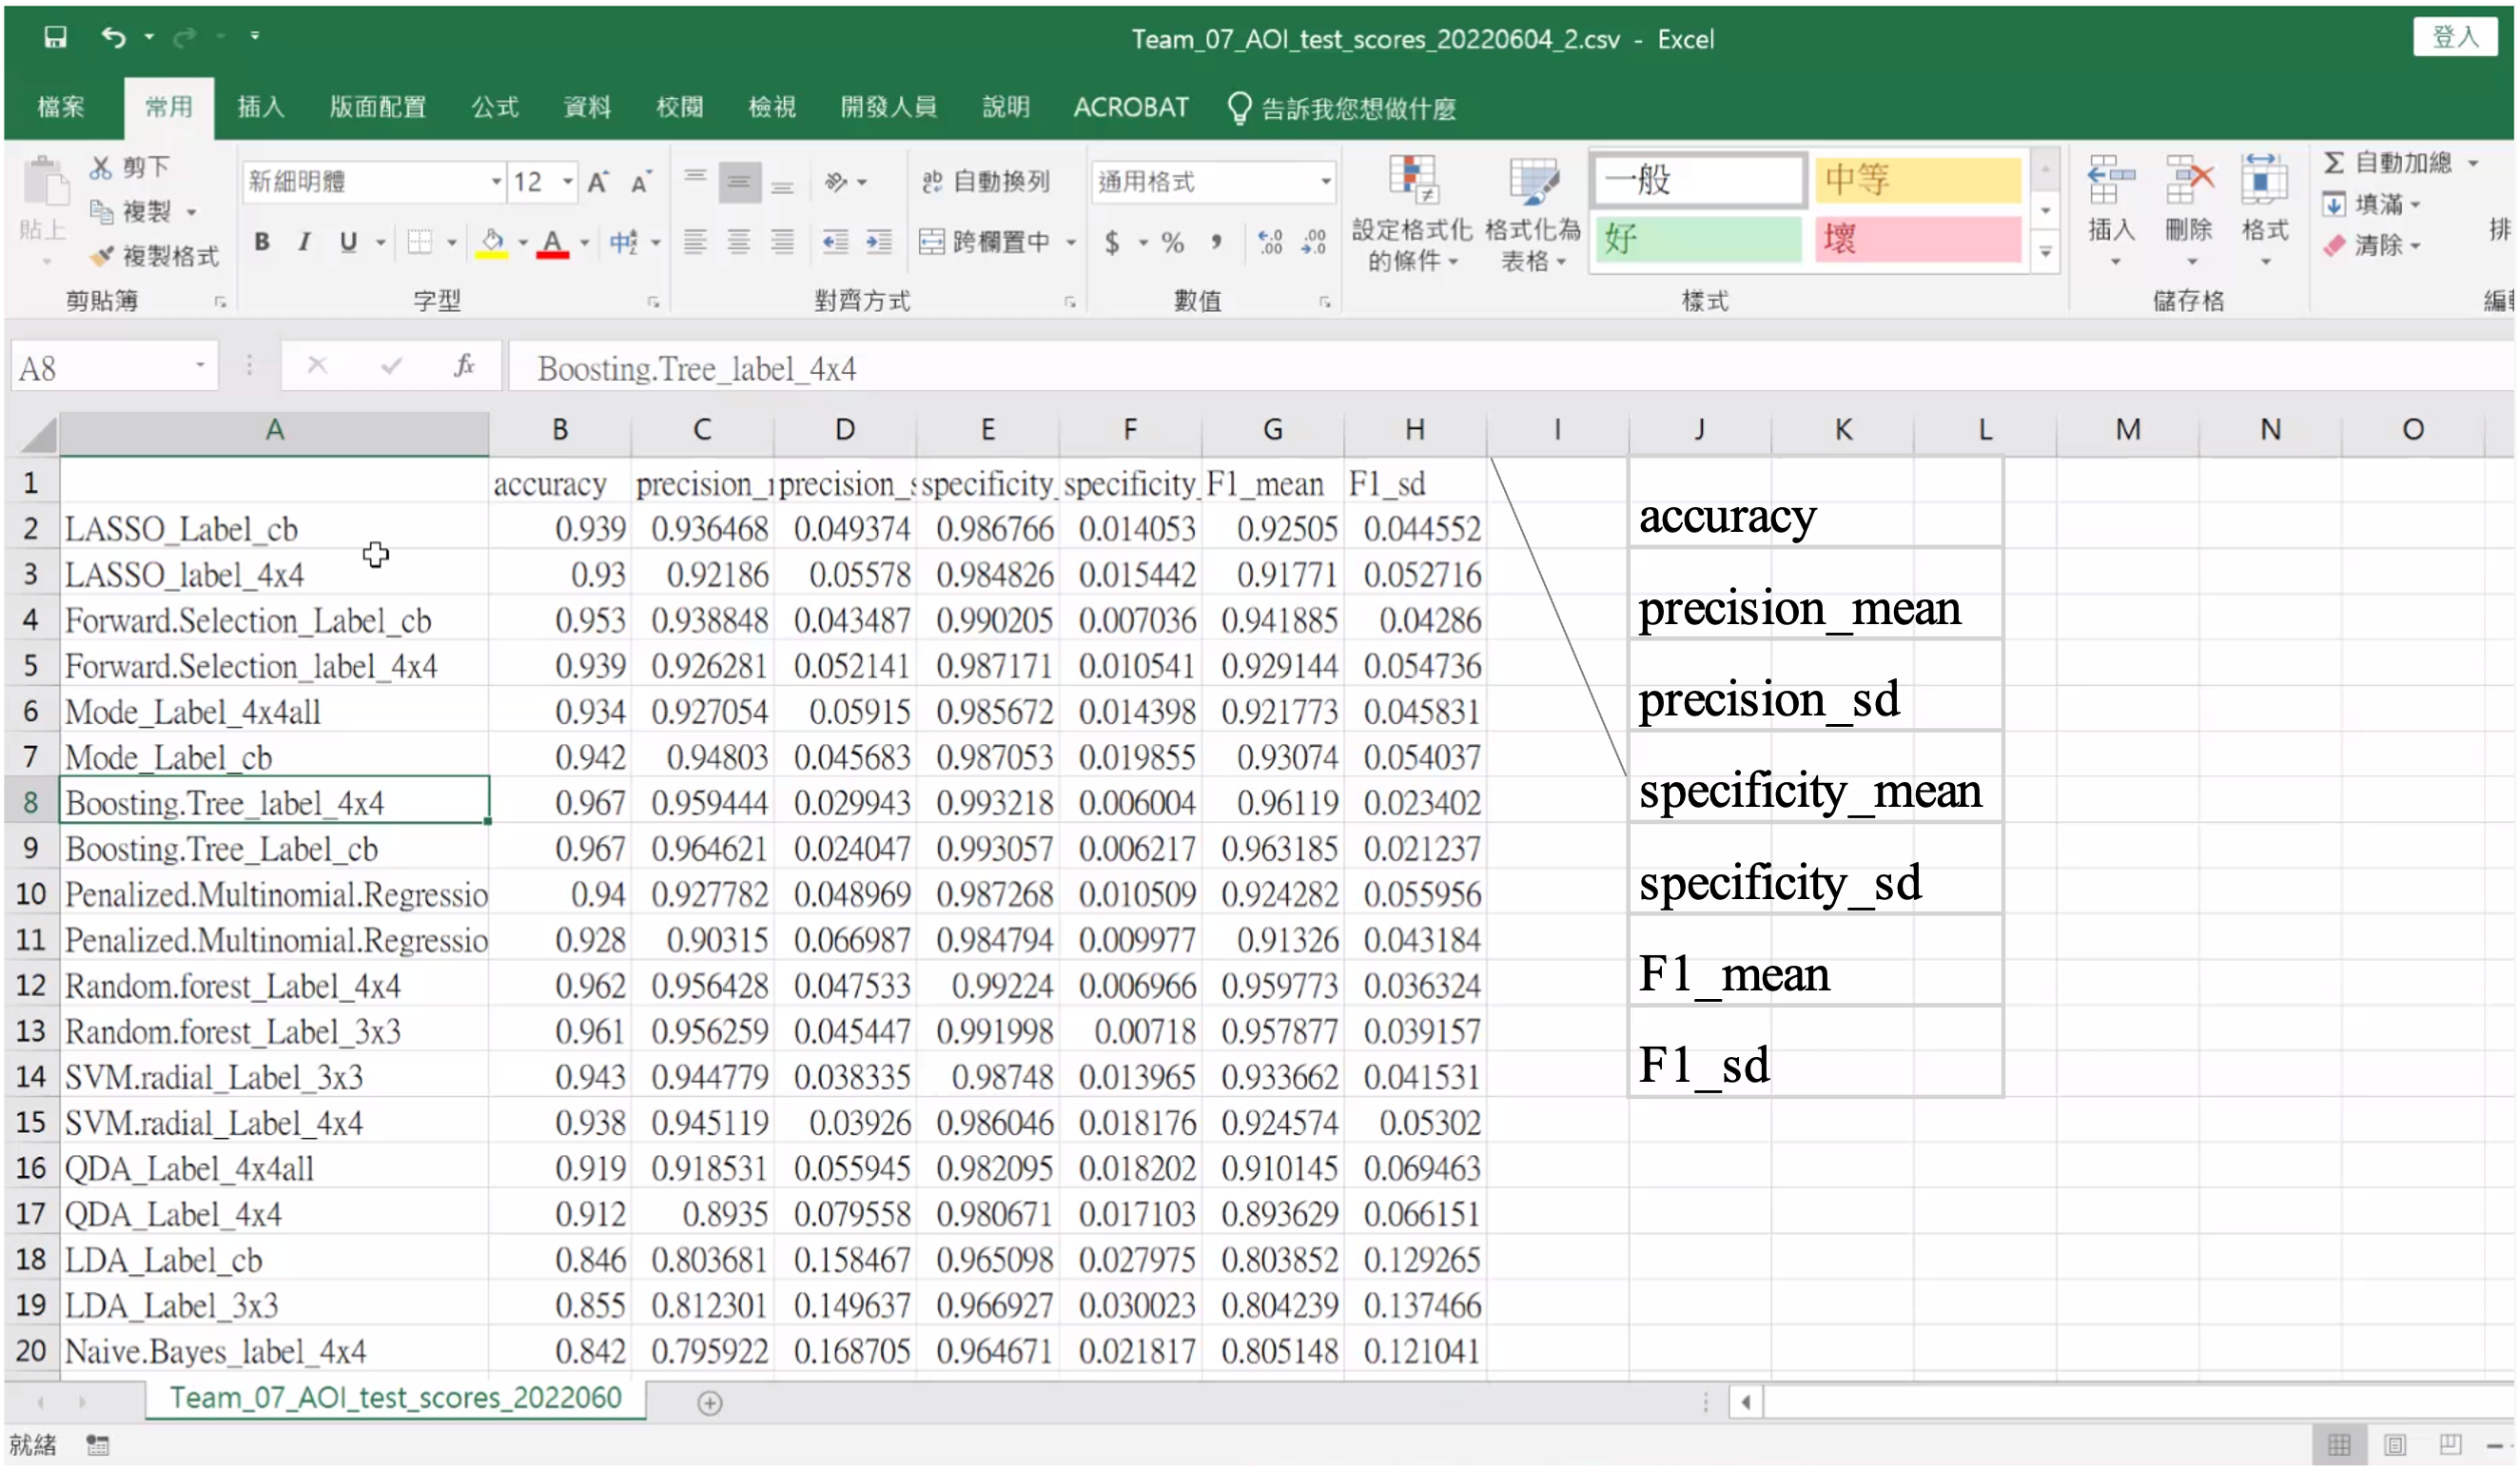 Team_07_AOI_test_scores_20220604_2.csv - Excel
登入
檔案 常用 插入 版面配置 公式 資料 校閱 檢視 開發人員 說明 ACROBAT 告訴我您想做什麼
貼上
剪下
複製
複製格式
剪貼簿
新細明體 12
B I U
字型
自動換列
跨欄置中
對齊方式
通用格式
$ % ,
數值
設定格式化的條件
格式化為表格
一般 中等
好 壞
樣式
插入 刪除 格式
儲存格
自動加總
填滿
清除
排
A8 fx Boosting.Tree_label_4x4
A B C D E F G H I J K L M N O
1 accuracy precision_ precision_ specificity_ specificity_ F1_mean F1_sd
2 LASSO_Label_cb 0.939 0.936468 0.049374 0.986766 0.014053 0.92505 0.044552
3 LASSO_label_4x4 0.93 0.92186 0.05578 0.984826 0.015442 0.91771 0.052716
4 Forward.Selection_Label_cb 0.953 0.938848 0.043487 0.990205 0.007036 0.941885 0.04286
5 Forward.Selection_label_4x4 0.939 0.926281 0.052141 0.987171 0.010541 0.929144 0.054736
6 Mode_Label_4x4all 0.934 0.927054 0.05915 0.985672 0.014398 0.921773 0.045831
7 Mode_Label_cb 0.942 0.94803 0.045683 0.987053 0.019855 0.93074 0.054037
8 Boosting.Tree_label_4x4 0.967 0.959444 0.029943 0.993218 0.006004 0.96119 0.023402
9 Boosting.Tree_Label_cb 0.967 0.964621 0.024047 0.993057 0.006217 0.963185 0.021237
10 Penalized.Multinomial.Regressio 0.94 0.927782 0.048969 0.987268 0.010509 0.924282 0.055956
11 Penalized.Multinomial.Regressio 0.928 0.90315 0.066987 0.984794 0.009977 0.91326 0.043184
12 Random.forest_Label_4x4 0.962 0.956428 0.047533 0.99224 0.006966 0.959773 0.036324
13 Random.forest_Label_3x3 0.961 0.956259 0.045447 0.991998 0.00718 0.957877 0.039157
14 SVM.radial_Label_3x3 0.943 0.944779 0.038335 0.98748 0.013965 0.933662 0.041531
15 SVM.radial_Label_4x4 0.938 0.945119 0.03926 0.986046 0.018176 0.924574 0.05302
16 QDA_Label_4x4all 0.919 0.918531 0.055945 0.982095 0.018202 0.910145 0.069463
17 QDA_Label_4x4 0.912 0.8935 0.079558 0.980671 0.017103 0.893629 0.066151
18 LDA_Label_cb 0.846 0.803681 0.158467 0.965098 0.027975 0.803852 0.129265
19 LDA_Label_3x3 0.855 0.812301 0.149637 0.966927 0.030023 0.804239 0.137466
20 Naive.Bayes_label_4x4 0.842 0.795922 0.168705 0.964671 0.021817 0.805148 0.121041
accuracy
precision_mean
precision_sd
specificity_mean
specificity_sd
F1_mean
F1_sd
Team_07_AOI_test_scores_2022060
就緒